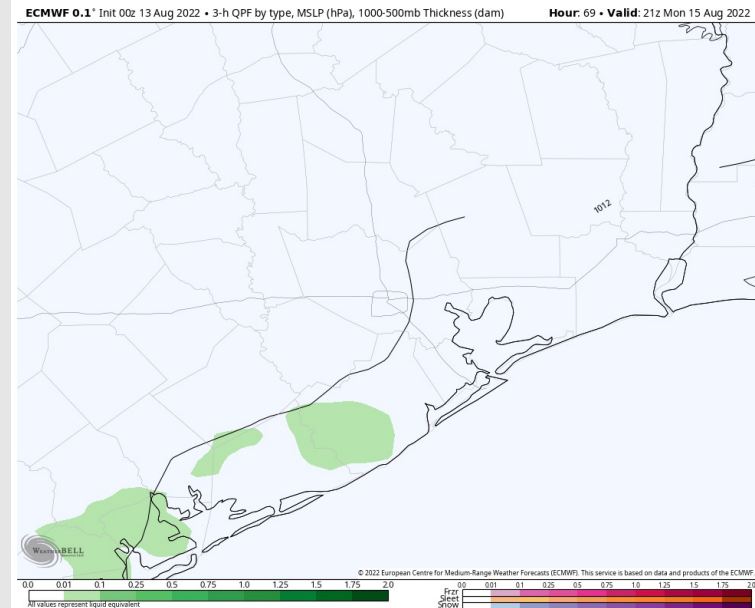 ECMWF 0.1° Init 00z 13 Aug 2022 • 3-h QPF by type, MSLP (hPa), 1000-500mb Thickness (dam) Hour: 69 • Valid: 21z Mon 15 Aug 2022
1012
WEATHERBELL
© 2022 European Centre for Medium-Range Weather Forecasts (ECMWF). This service is based on data and products of the ECMWF
0.0 0.01 0.1 0.25 0.5 0.75 1.0 1.25 1.5 1.75 2.0
All values represent liquid equivalent
0.0 0.01 0.1 0.25 0.5 0.75 1.0 1.25 1.5 1.75 2.0
Frzr
Sleet
Snow